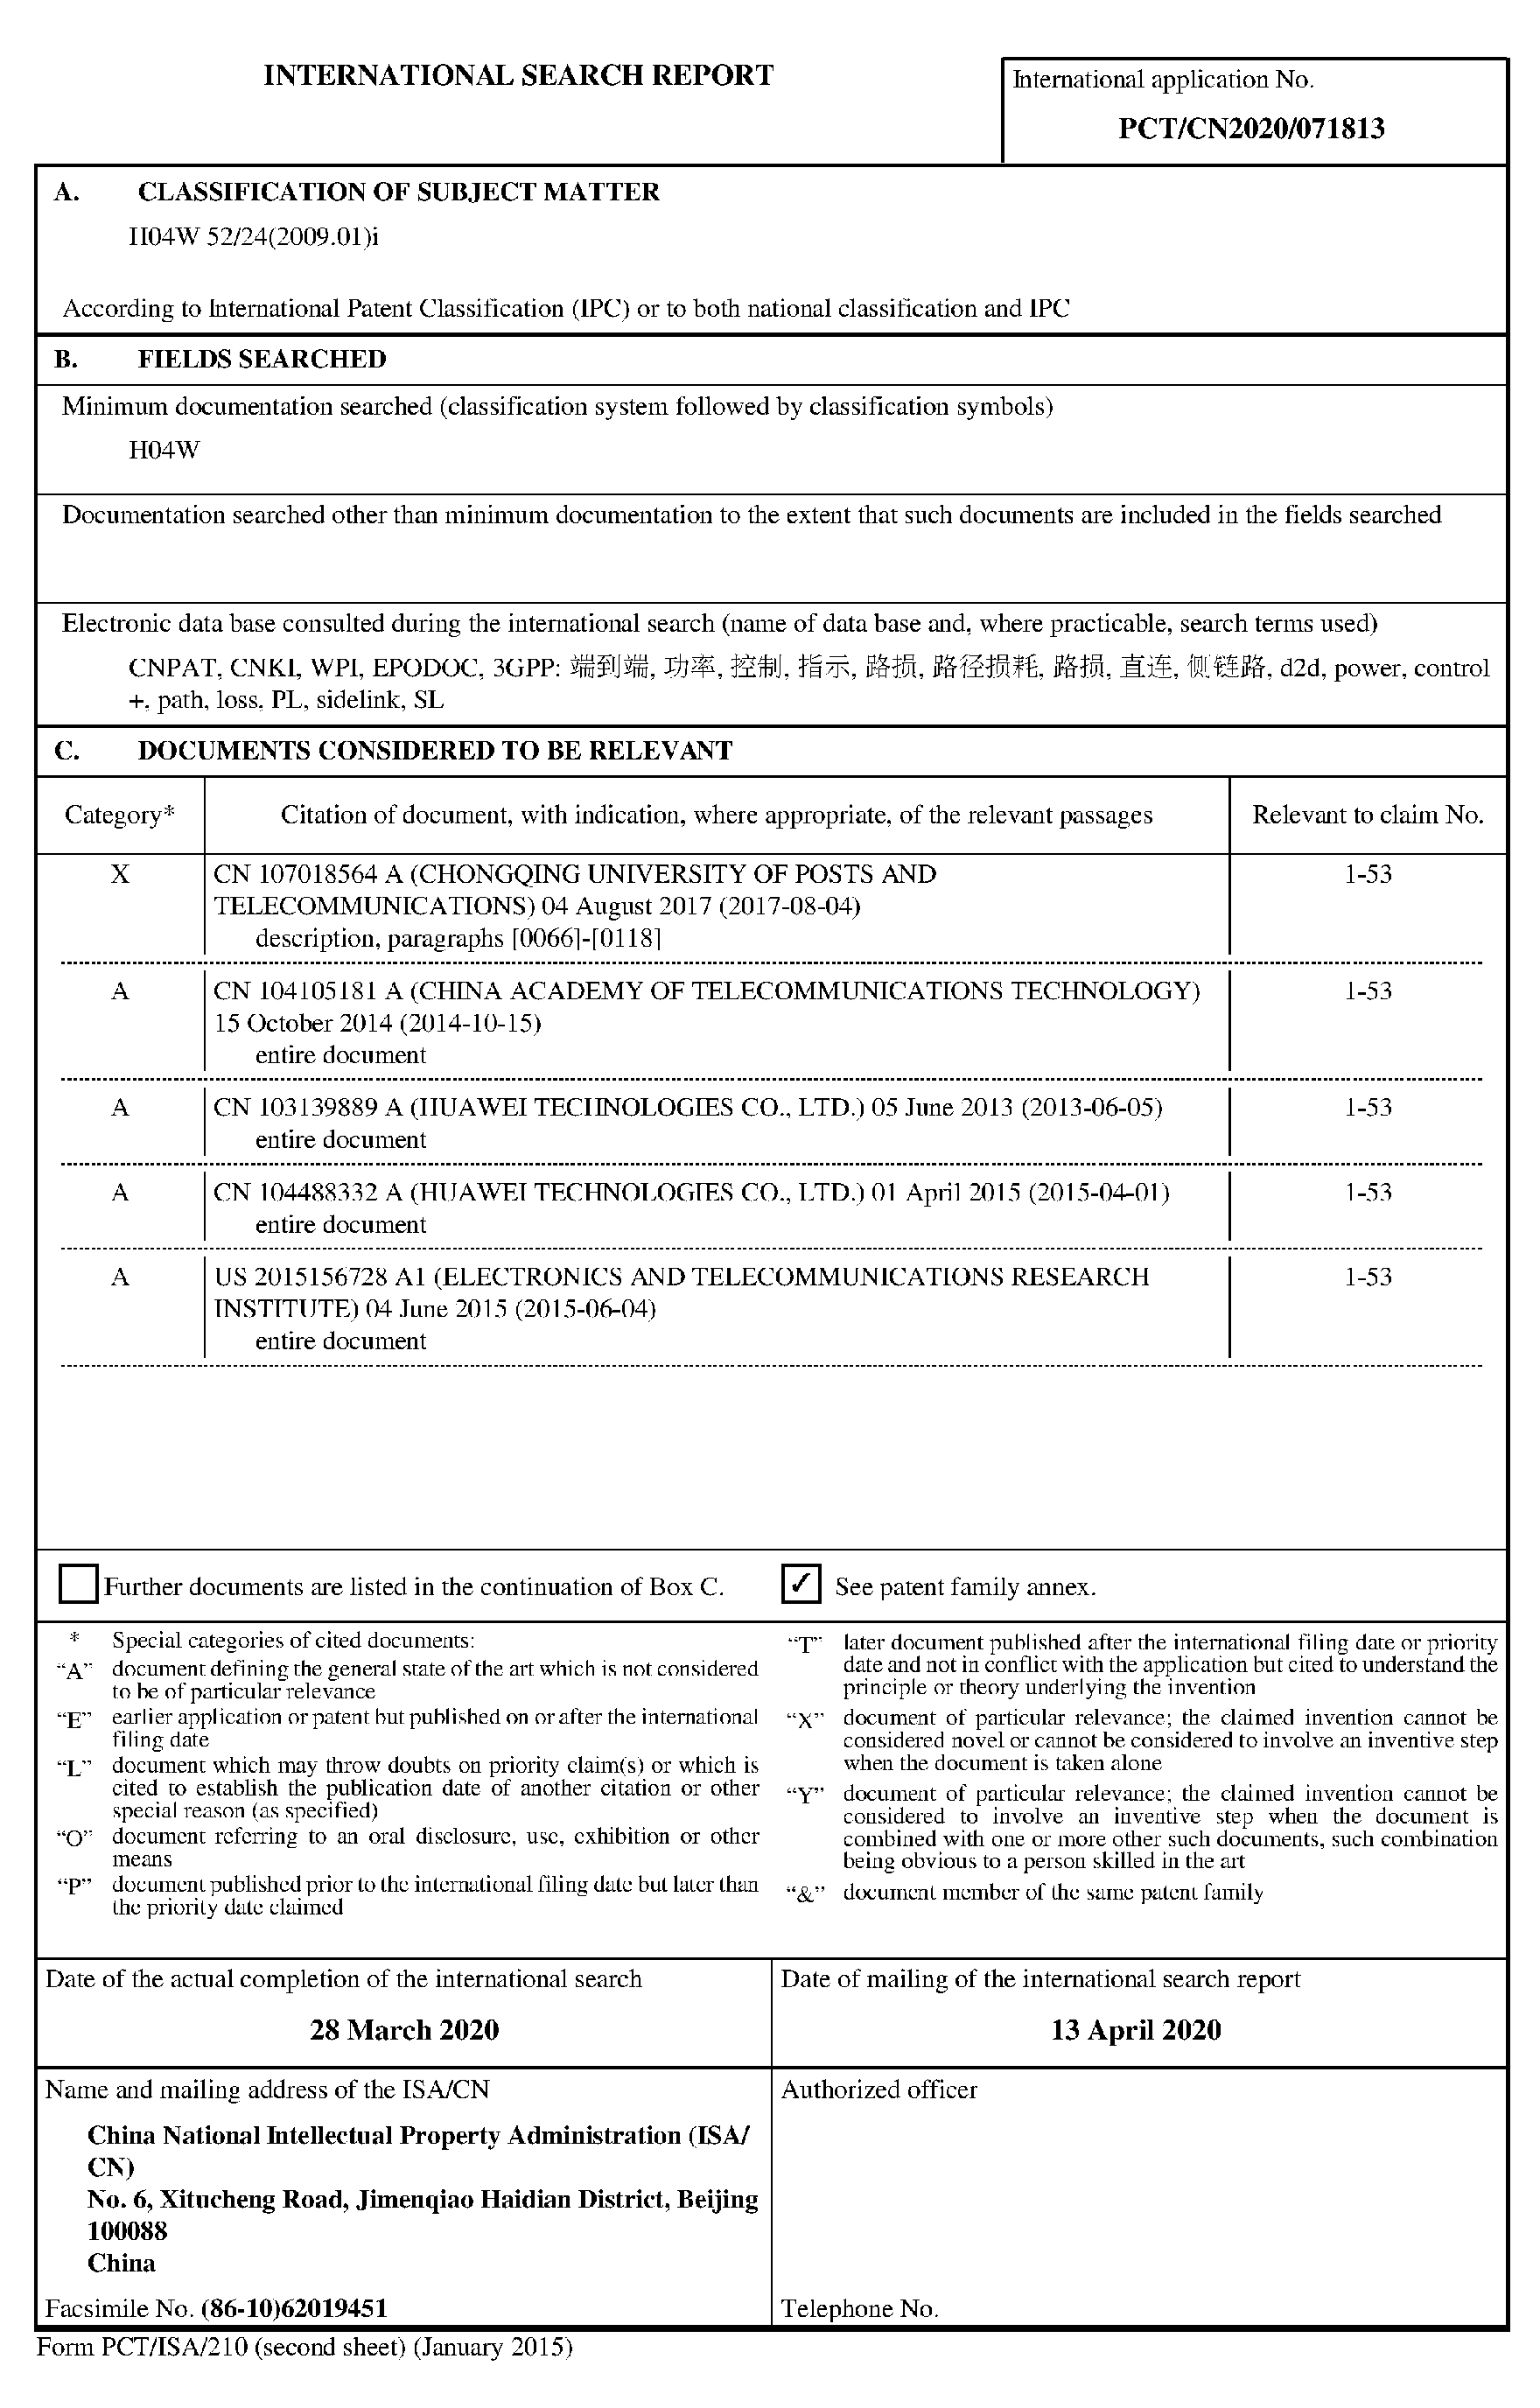 INTERNATIONAL SEARCH REPORT
International application No.
PCT/CN2020/071813
A. CLASSIFICATION OF SUBJECT MATTER
H04W 52/24(2009.01)i
According to International Patent Classification (IPC) or to both national classification and IPC
B. FIELDS SEARCHED
Minimum documentation searched (classification system followed by classification symbols)
H04W
Documentation searched other than minimum documentation to the extent that such documents are included in the fields searched
Electronic data base consulted during the international search (name of data base and, where practicable, search terms used)
CNPAT, CNKI, WPI, EPODOC, 3GPP: 端到端, 功率, 控制, 指示, 路损, 路径损耗, 路损, 直连, 侧链路, d2d, power, control
+, path, loss, PL, sidelink, SL
C. DOCUMENTS CONSIDERED TO BE RELEVANT
Category* Citation of document, with indication, where appropriate, of the relevant passages Relevant to claim No.
X CN 107018564 A (CHONGQING UNIVERSITY OF POSTS AND 1-53
TELECOMMUNICATIONS) 04 August 2017 (2017-08-04)
description, paragraphs [0066]-[0118]
A CN 104105181 A (CHINA ACADEMY OF TELECOMMUNICATIONS TECHNOLOGY) 1-53
15 October 2014 (2014-10-15)
entire document
A CN 103139889 A (HUAWEI TECHNOLOGIES CO., LTD.) 05 June 2013 (2013-06-05) 1-53
entire document
A CN 104488332 A (HUAWEI TECHNOLOGIES CO., LTD.) 01 April 2015 (2015-04-01) 1-53
entire document
A US 2015156728 A1 (ELECTRONICS AND TELECOMMUNICATIONS RESEARCH 1-53
INSTITUTE) 04 June 2015 (2015-06-04)
entire document
Further documents are listed in the continuation of Box C.
✓ See patent family annex.
* Special categories of cited documents:
“A” document defining the general state of the art which is not considered
to be of particular relevance
“E” earlier application or patent but published on or after the international
filing date
“L” document which may throw doubts on priority claim(s) or which is
cited to establish the publication date of another citation or other
special reason (as specified)
“O” document referring to an oral disclosure, use, exhibition or other
means
“P” document published prior to the international filing date but later than
the priority date claimed
“T” later document published after the international filing date or priority
date and not in conflict with the application but cited to understand the
principle or theory underlying the invention
“X” document of particular relevance; the claimed invention cannot be
considered novel or cannot be considered to involve an inventive step
when the document is taken alone
“Y” document of particular relevance; the claimed invention cannot be
considered to involve an inventive step when the document is
combined with one or more other such documents, such combination
being obvious to a person skilled in the art
“&” document member of the same patent family
Date of the actual completion of the international search
28 March 2020
Date of mailing of the international search report
13 April 2020
Name and mailing address of the ISA/CN
China National Intellectual Property Administration (ISA/
CN)
No. 6, Xitucheng Road, Jimenqiao Haidian District, Beijing
100088
China
Facsimile No. (86-10)62019451
Authorized officer
Telephone No.
Form PCT/ISA/210 (second sheet) (January 2015)